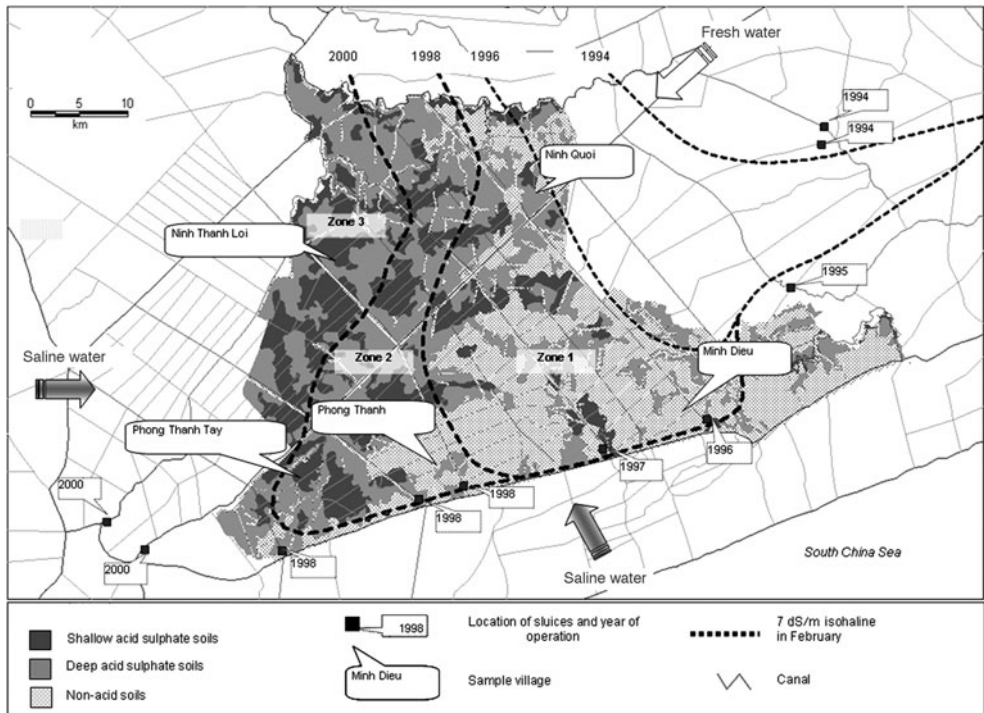 Fresh water
2000
1998
1996
1994
0 5 10
km
1994
1994
Ninh Quoi
Zone 3
Ninh Thanh Loi
1995
Saline water
Zone 2
Zone 1
Minh Dieu
Phong Thanh
Phong Thanh Tay
1996
1997
2000
1998
1998
2000
1998
Saline water
South China Sea
Shallow acid sulphate soils
Deep acid sulphate soils
Non-acid soils
1998
Location of sluices and year of
operation
Minh Dieu
Sample village
7 dS/m isohaline
in February
Canal